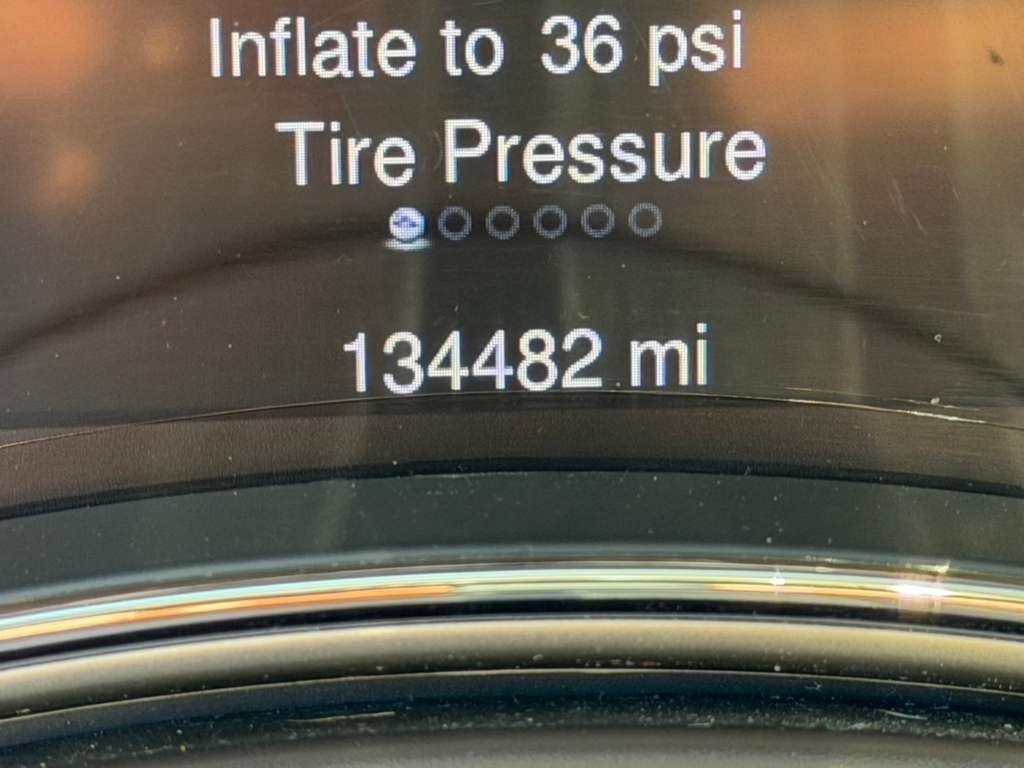 Inflate to 36 psi
Tire Pressure
134482 mi